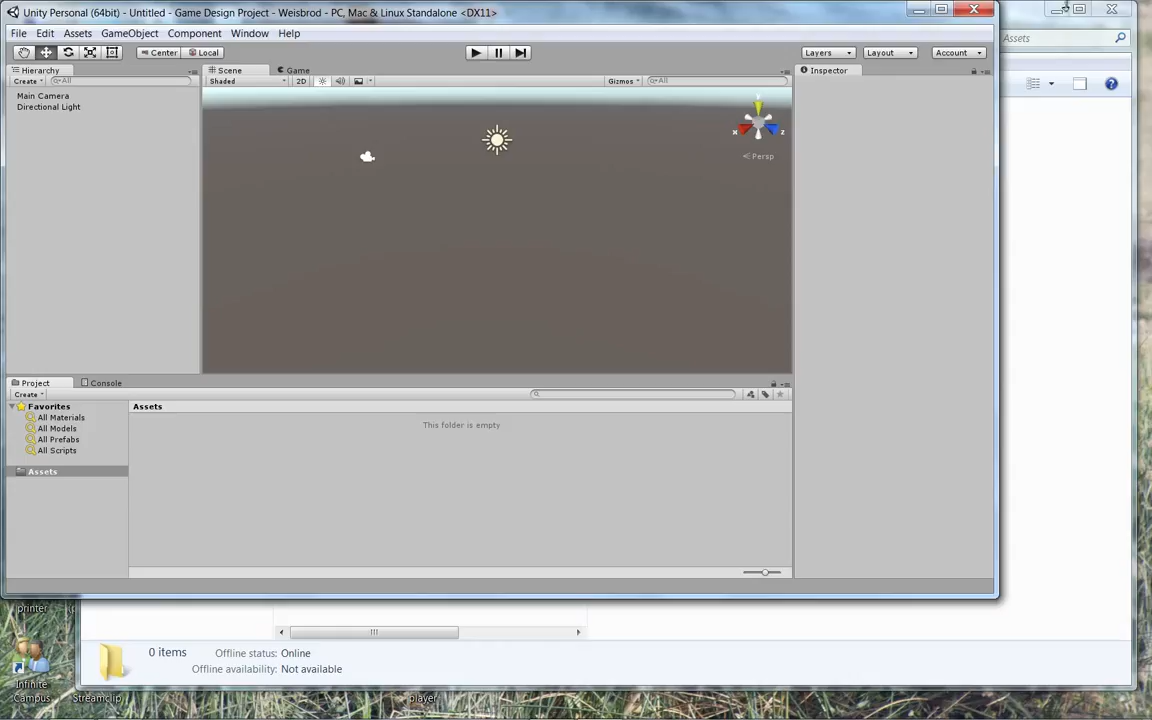 Unity Personal (64bit) - Untitled - Game Design Project - Weisbrod - PC, Mac & Linux Standalone <DX11>
File Edit Assets GameObject Component Window Help
Assets
Center Local
Layers Layout Account
Hierarchy
Scene Game
Inspector
Create All
Shaded 2D
Gizmos All
Main Camera
Directional Light
x z
Persp
Project Console
Create
Favorites
Assets
All Materials
This folder is empty
All Models
All Prefabs
All Scripts
Assets
printer
0 items
Offline status: Online
Offline availability: Not available
Infinite
Campus
Streamclip
player